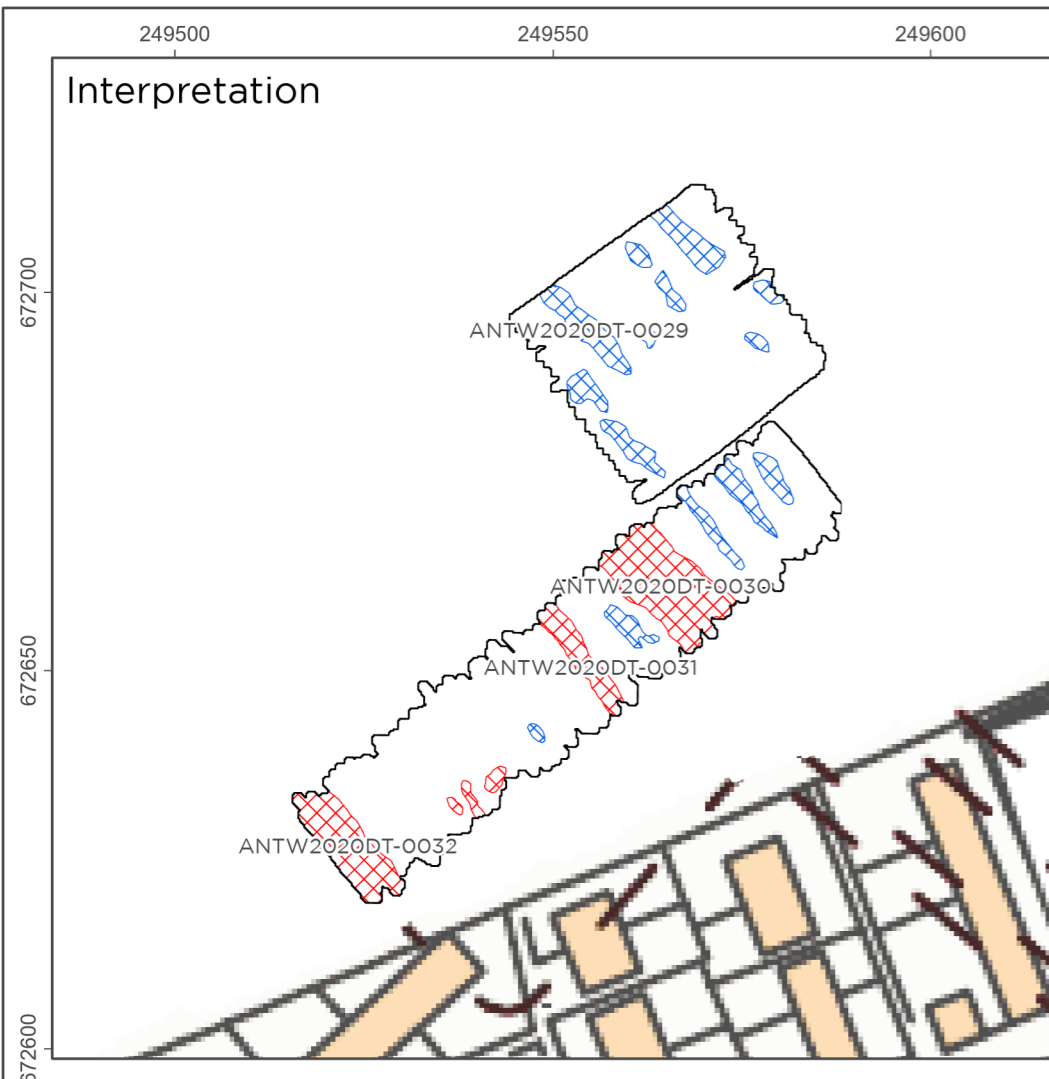 249500 249550 249600
Interpretation
672700
ANTW2020DT-0029
ANTW2020DT-0030
672650
ANTW2020DT-0031
ANTW2020DT-0032
672600